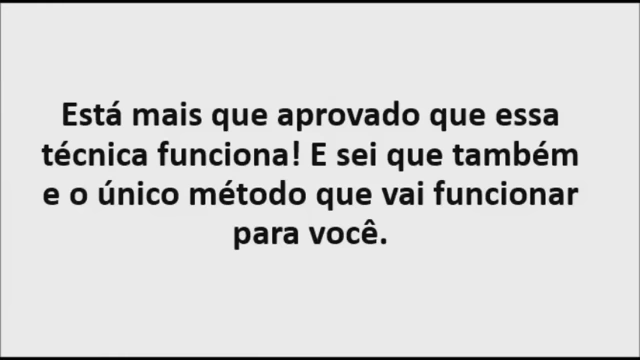 Está mais que aprovado que essa
técnica funciona! E sei que também
e o único método que vai funcionar
para você.